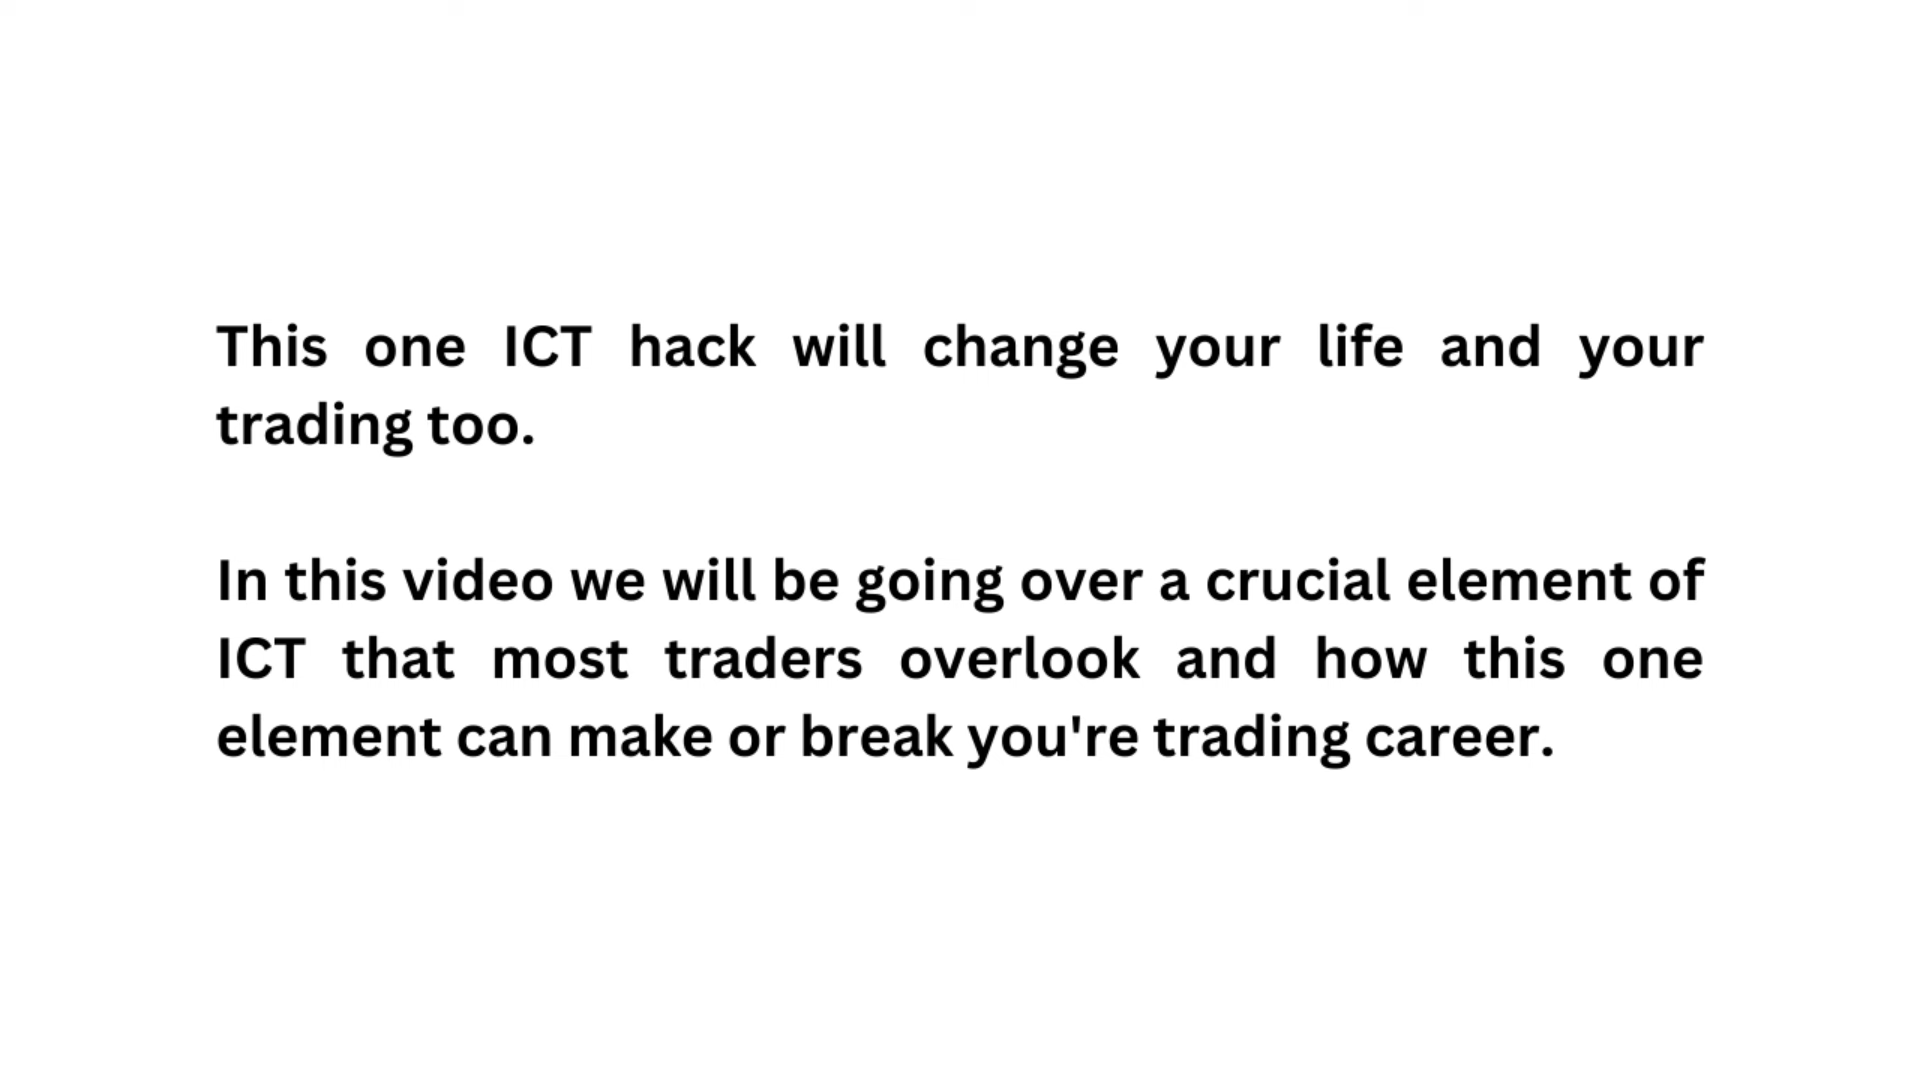 This one ICT hack will change your life and your
trading too.
In this video we will be going over a crucial element of
ICT that most traders overlook and how this one
element can make or break you're trading career.